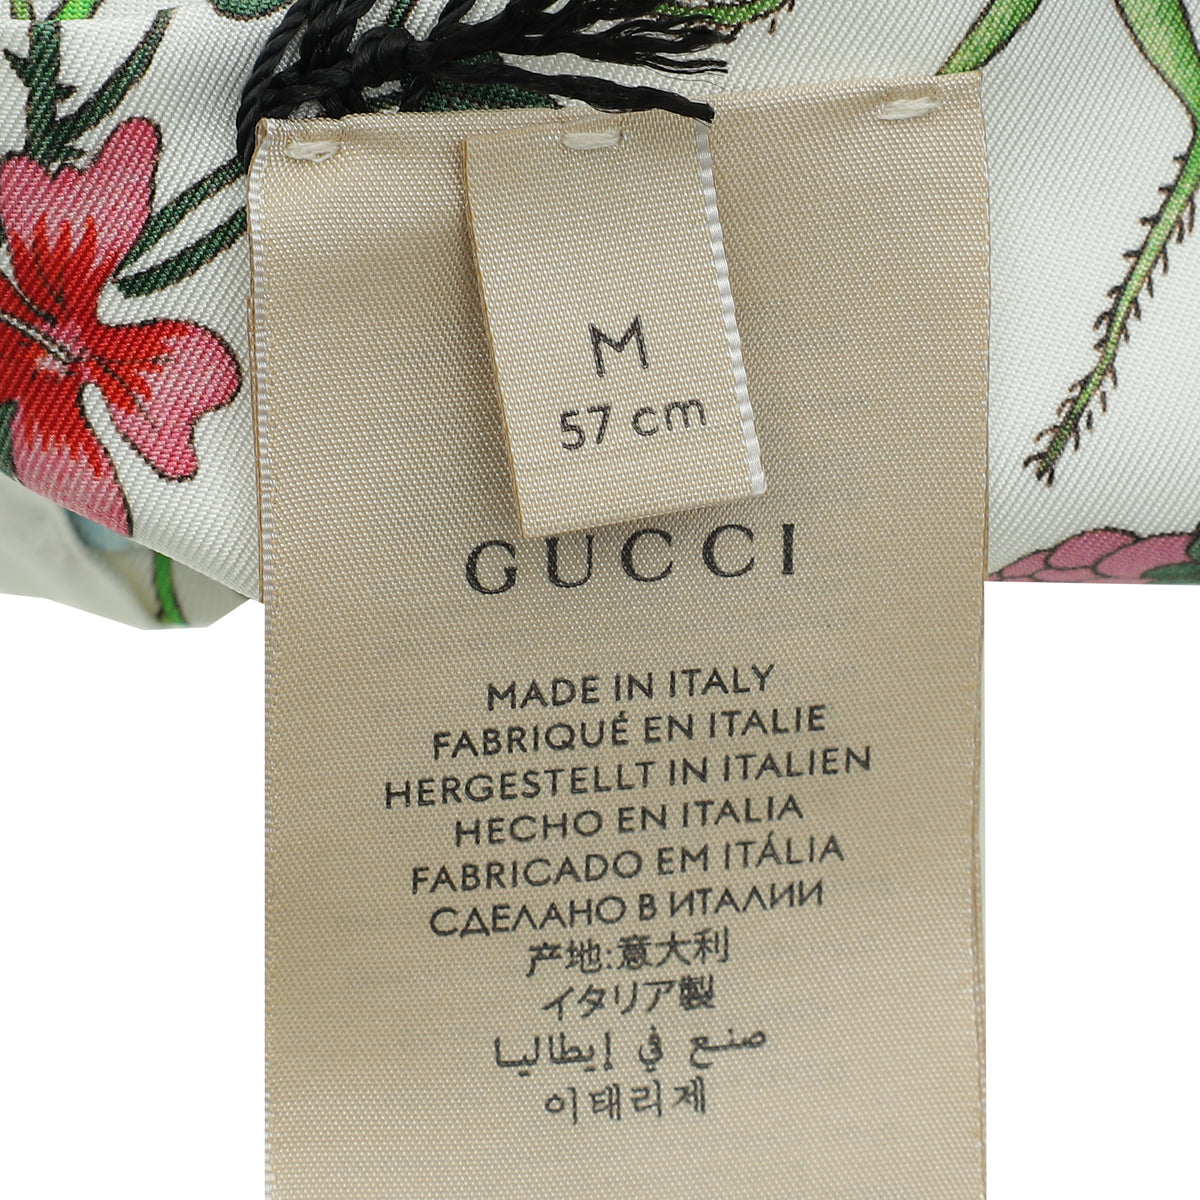 M
57 cm
GUCCI
MADE IN ITALY
FABRIQUÉ EN ITALIE
HERGESTELLT IN ITALIEN
HECHO EN ITALIA
FABRICADO EM ITÁLIA
СДЕЛАНО В ИТАЛИИ
产地:意大利
イタリア製
صنع في إيطاليا
이태리제